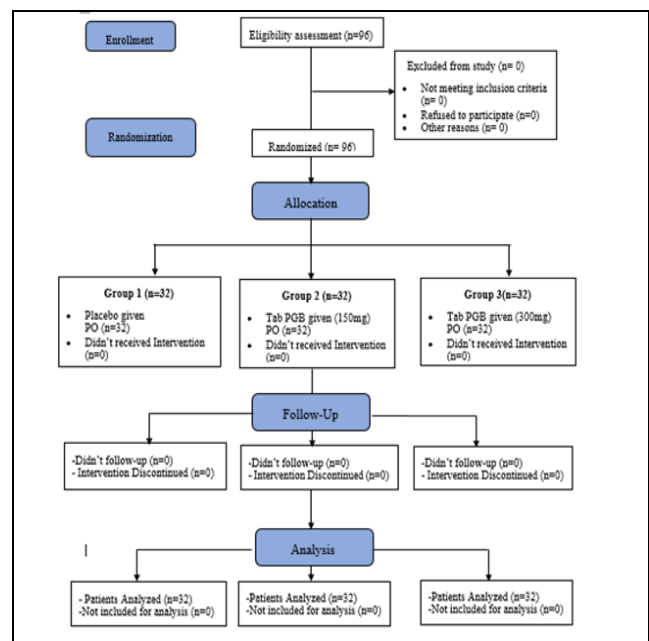 Enrollment
Eligibility assessment (n=96)
Excluded from study (n= 0)
• Not meeting inclusion criteria
(n= 0)
• Refused to participate (n=0)
• Other reasons (n= 0)
Randomization
Randomized (n= 96)
Allocation
Group 1 (n=32)
• Placebo given
PO (n=32)
• Didn't received Intervention
(n=0)
Group 2 (n=32)
• Tab PGB given (150mg)
PO (n=32)
• Didn't received Intervention
(n=0)
Group 3(n=32)
• Tab PGB given (300mg)
PO (n=32)
• Didn't received Intervention
(n=0)
Follow-Up
-Didn't follow-up (n=0)
- Intervention Discontinued (n=0)
-Didn't follow-up (n=0)
- Intervention Discontinued (n=0)
-Didn't follow-up (n=0)
- Intervention Discontinued (n=0)
Analysis
- Patients Analyzed (n=32)
-Not included for analysis (n=0)
-Patients Analyzed (n=32)
-Not included for analysis (n=0)
-Patients Analyzed (n=32)
-Not included for analysis (n=0)